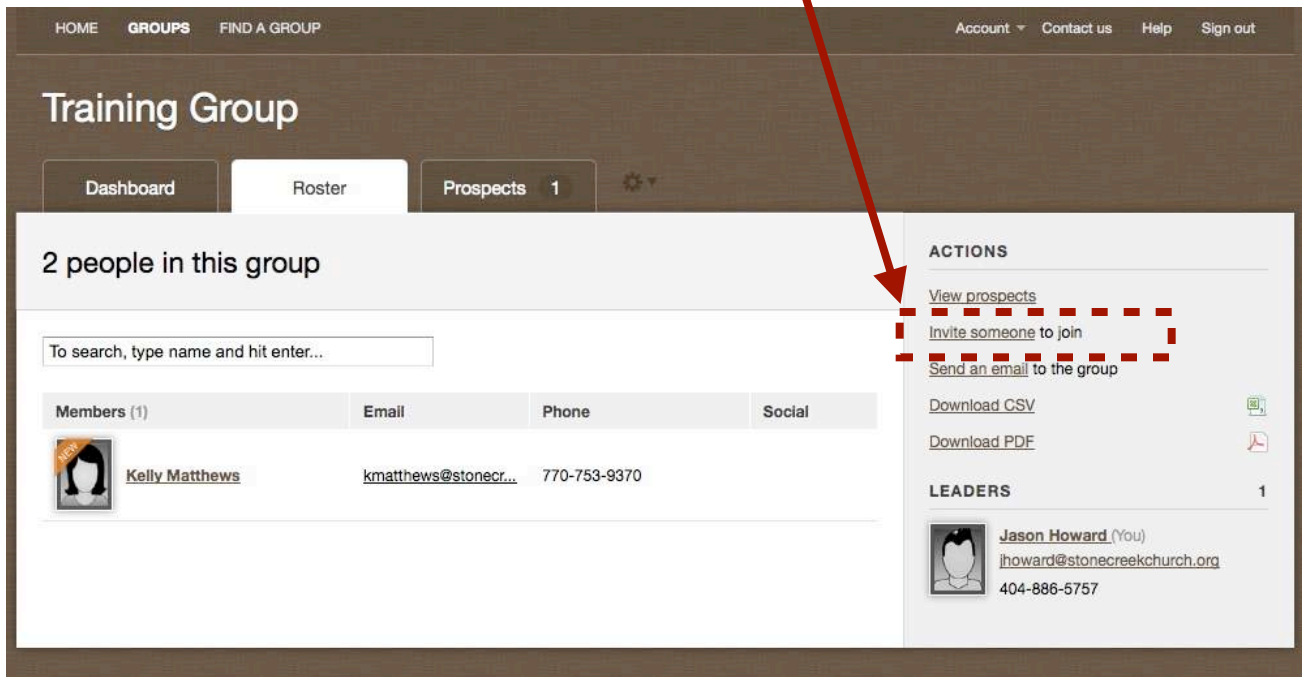 HOME GROUPS FIND A GROUP Account Contact us Help Sign out
Training Group
Dashboard Roster Prospects 1
2 people in this group
To search, type name and hit enter...
Members (1) Email Phone Social
NEW
Kelly Matthews kmatthews@stonecr... 770-753-9370
ACTIONS
View prospects
Invite someone to join
Send an email to the group
Download CSV
Download PDF
LEADERS 1
Jason Howard (You)
jhoward@stonecreekchurch.org
404-886-5757